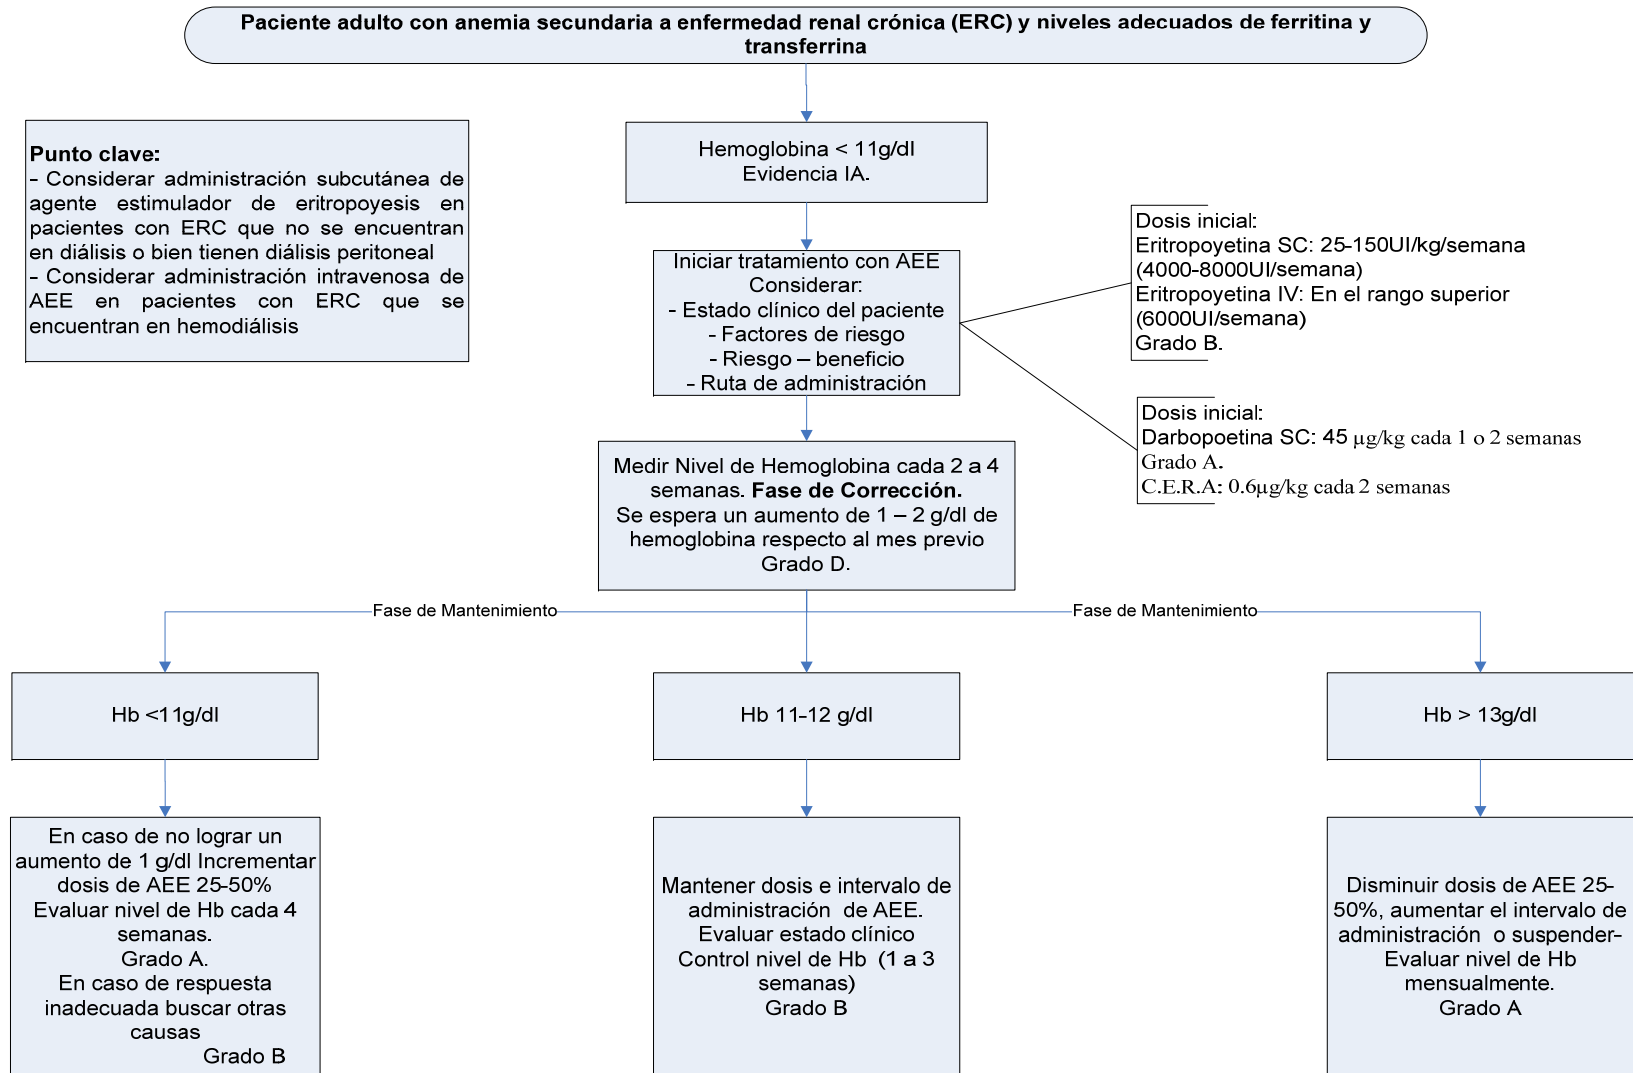 Paciente adulto con anemia secundaria a enfermedad renal crónica (ERC) y niveles adecuados de ferritina y
transferrina
Punto clave:
- Considerar administración subcutánea de
agente estimulador de eritropoyesis en
pacientes con ERC que no se encuentran
en diálisis o bien tienen diálisis peritoneal
- Considerar administración intravenosa de
AEE en pacientes con ERC que se
encuentran en hemodiálisis
Hemoglobina < 11g/dl
Evidencia IA.
Iniciar tratamiento con AEE
Considerar:
- Estado clínico del paciente
- Factores de riesgo
- Riesgo – beneficio
- Ruta de administración
Dosis inicial:
Eritropoyetina SC: 25-150UI/kg/semana
(4000-8000UI/semana)
Eritropoyetina IV: En el rango superior
(6000UI/semana)
Grado B.
Dosis inicial:
Darbopoetina SC: 45 µg/kg cada 1 o 2 semanas
Grado A.
C.E.R.A: 0.6µg/kg cada 2 semanas
Medir Nivel de Hemoglobina cada 2 a 4
semanas. Fase de Corrección.
Se espera un aumento de 1 – 2 g/dl de
hemoglobina respecto al mes previo
Grado D.
Fase de Mantenimiento
Fase de Mantenimiento
Hb <11g/dl
Hb 11-12 g/dl
Hb > 13g/dl
En caso de no lograr un
aumento de 1 g/dl Incrementar
dosis de AEE 25-50%
Evaluar nivel de Hb cada 4
semanas.
Grado A.
En caso de respuesta
inadecuada buscar otras
causas
Grado B
Mantener dosis e intervalo de
administración de AEE.
Evaluar estado clínico
Control nivel de Hb (1 a 3
semanas)
Grado B
Disminuir dosis de AEE 25-
50%, aumentar el intervalo de
administración o suspender-
Evaluar nivel de Hb
mensualmente.
Grado A